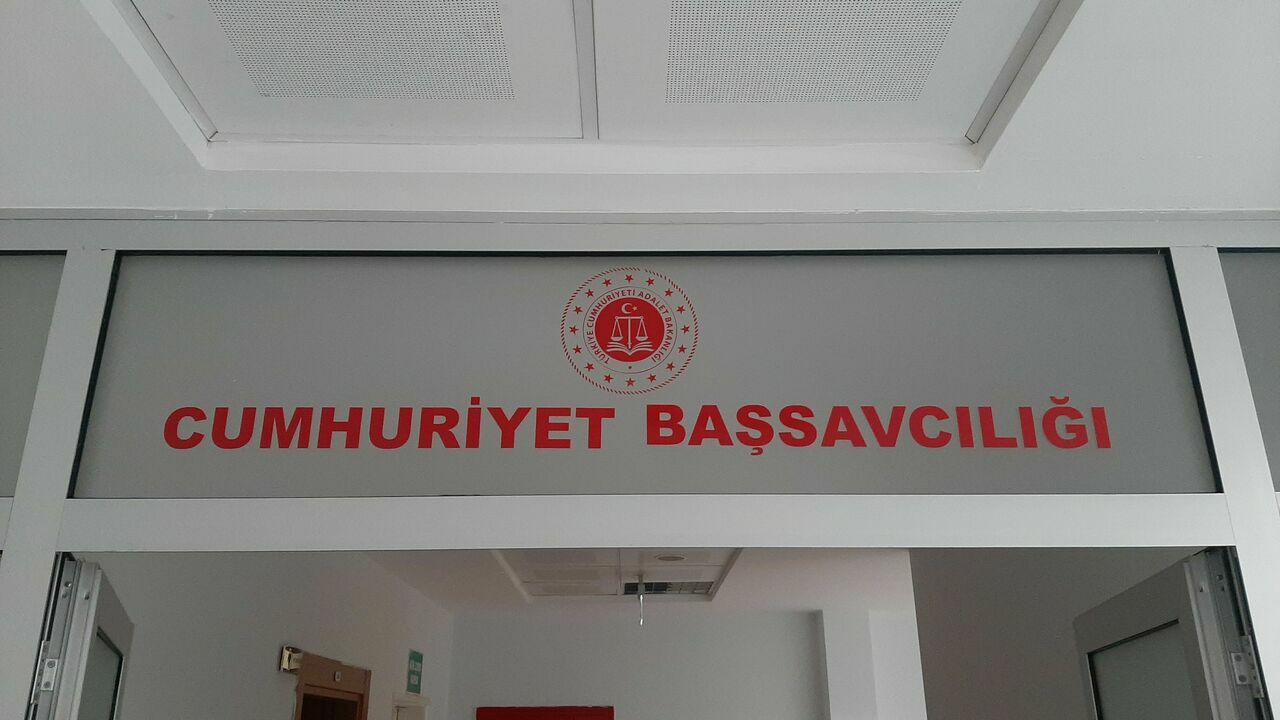 TÜRKİYE CUMHURİYETİ ADALET BAKANLIĞI
CUMHURİYET BAŞSAVCILIĞI